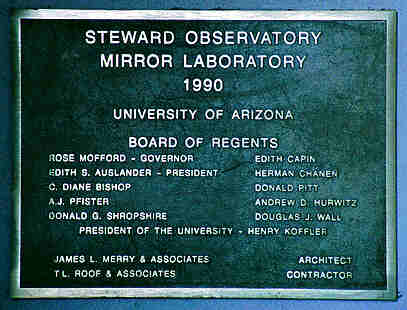 STEWARD OBSERVATORY
MIRROR LABORATORY
1990
UNIVERSITY OF ARIZONA
BOARD OF REGENTS
ROSE MOFFORD - GOVERNOR EDITH CAPIN
EDITH S. AUSLANDER - PRESIDENT HERMAN CHANEN
C. DIANE BISHOP DONALD PITT
A.J. PFISTER ANDREW D. HURWITZ
DONALD G. SHROPSHIRE DOUGLAS J. WALL
PRESIDENT OF THE UNIVERSITY - HENRY KOFFLER
JAMES L. MERRY & ASSOCIATES ARCHITECT
T.L. ROOF & ASSOCIATES CONTRACTOR